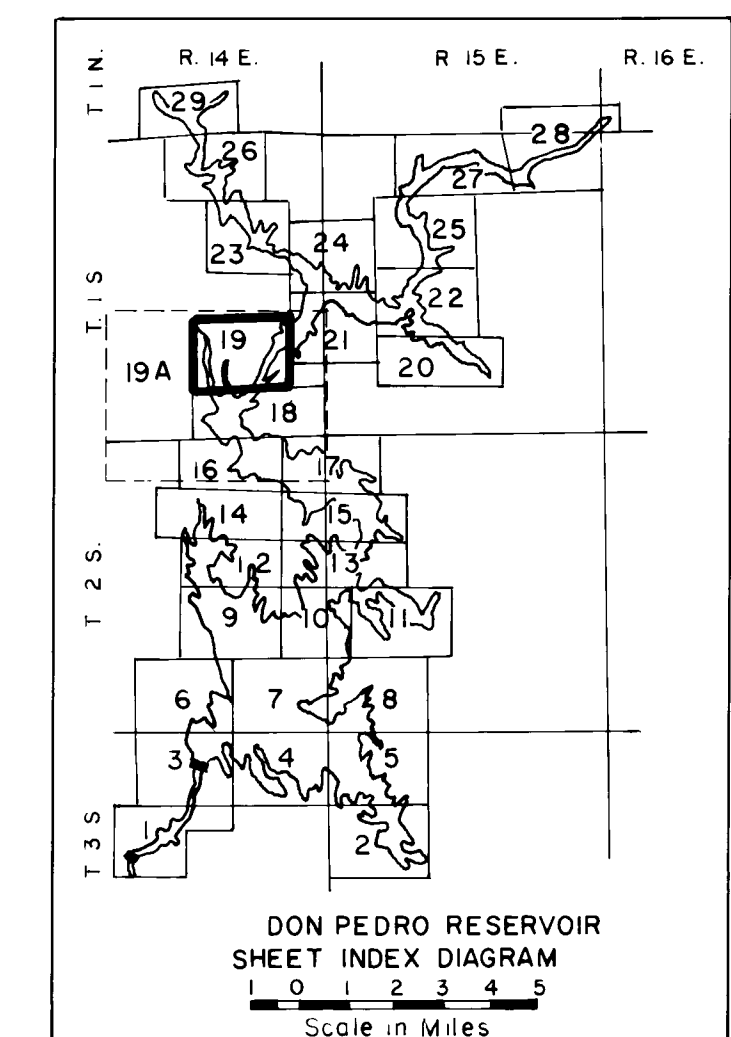 R. 14 E. R 15 E. R. 16 E.
T 1 N.
29
28
26
27
23 24 25
T. 1 S
22
19 21
19A 20
18
16 17
14 15
T 2 S.
12 13
9 10 11
6 7 8
3 4 5
T 3 S
1 2
DON PEDRO RESERVOIR
SHEET INDEX DIAGRAM
1 0 1 2 3 4 5
Scale in Miles